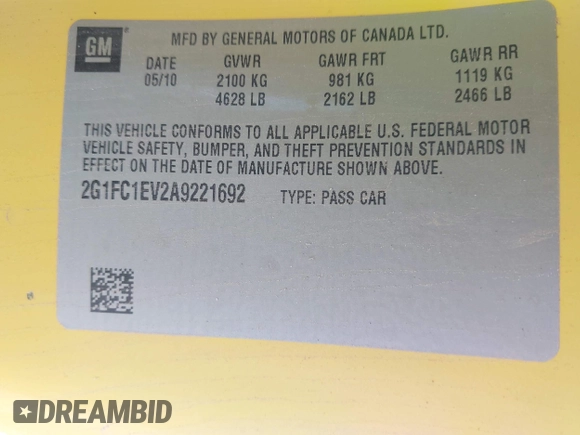 GM
MFD BY GENERAL MOTORS OF CANADA LTD.
DATE GVWR GAWR FRT GAWR RR
05/10 2100 KG 981 KG 1119 KG
4628 LB 2162 LB 2466 LB
THIS VEHICLE CONFORMS TO ALL APPLICABLE U.S. FEDERAL MOTOR
VEHICLE SAFETY, BUMPER, AND THEFT PREVENTION STANDARDS IN
EFFECT ON THE DATE OF MANUFACTURE SHOWN ABOVE.
2G1FC1EV2A9221692 TYPE: PASS CAR
DREAMBID